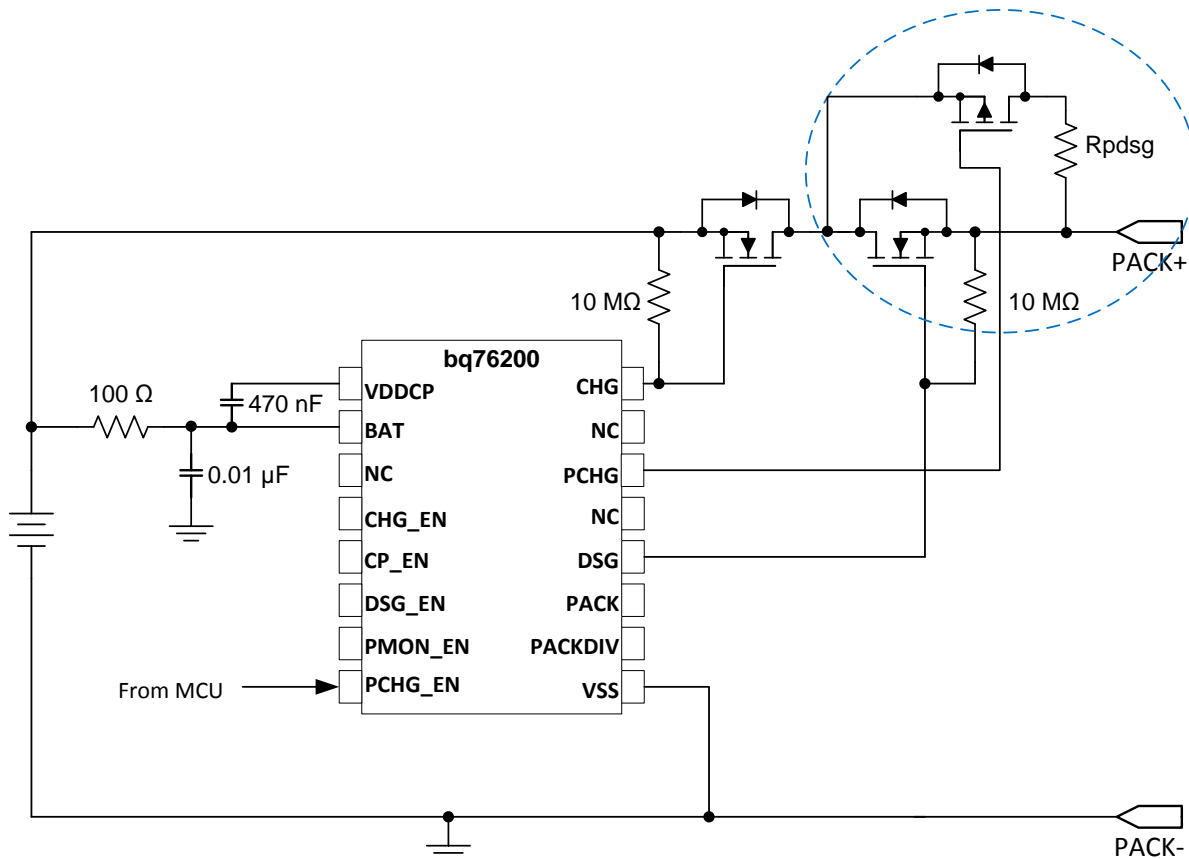 Rpdsg
PACK+
10 MΩ
10 MΩ
bq76200
100 Ω
470 nF
0.01 µF
VDDCP
BAT
NC
CHG_EN
CP_EN
DSG_EN
PMON_EN
PCHG_EN
CHG
NC
PCHG
NC
DSG
PACK
PACKDIV
VSS
From MCU
PACK-